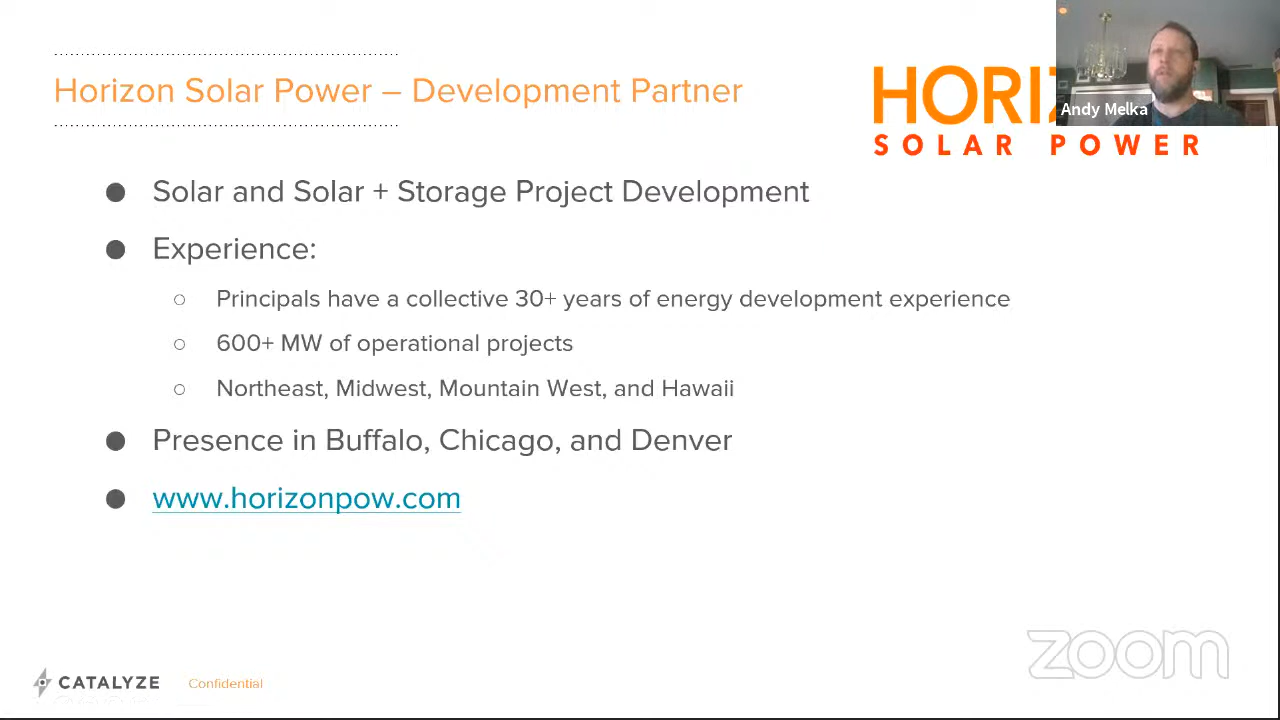 Horizon Solar Power – Development Partner
HORIZ
SOLAR POWER
Andy Melka
● Solar and Solar + Storage Project Development
● Experience:
○ Principals have a collective 30+ years of energy development experience
○ 600+ MW of operational projects
○ Northeast, Midwest, Mountain West, and Hawaii
● Presence in Buffalo, Chicago, and Denver
● www.horizonpow.com
CATALYZE
Confidential
zoom